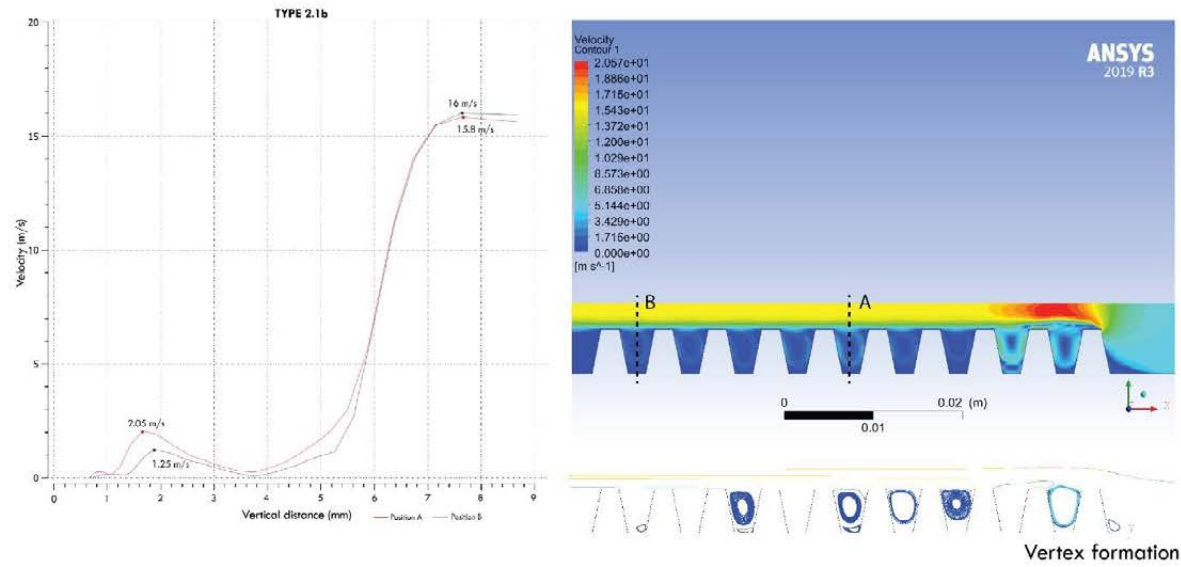 TYPE 2.1b
20
15
10
5
0
Velocity (m/s)
16 m/s
15.8 m/s
2.05 m/s
1.25 m/s
0 1 2 3 4 5 6 7 8 9
Vertical distance (mm)
Position A
Position B
Velocity
Contour 1
2.057e+01
1.886e+01
1.715e+01
1.543e+01
1.372e+01
1.200e+01
1.029e+01
8.573e+00
6.858e+00
5.144e+00
3.429e+00
1.715e+00
0.000e+00
[m s^-1]
ANSYS
2019 R3
B
A
0
0.02 (m)
0.01
X
Vertex formation